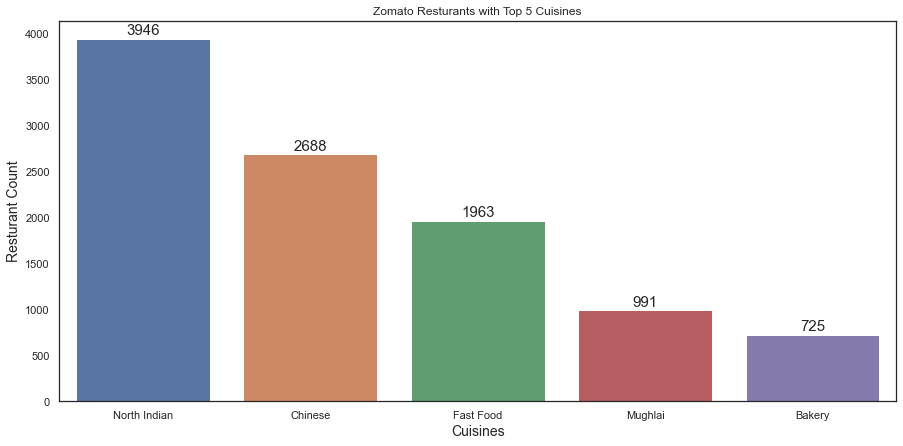 Zomato Resturants with Top 5 Cuisines
4000
3500
3000
2500
2000
1500
1000
500
0
Resturant Count
3946
2688
1963
991
725
North Indian
Chinese
Fast Food
Mughlai
Bakery
Cuisines